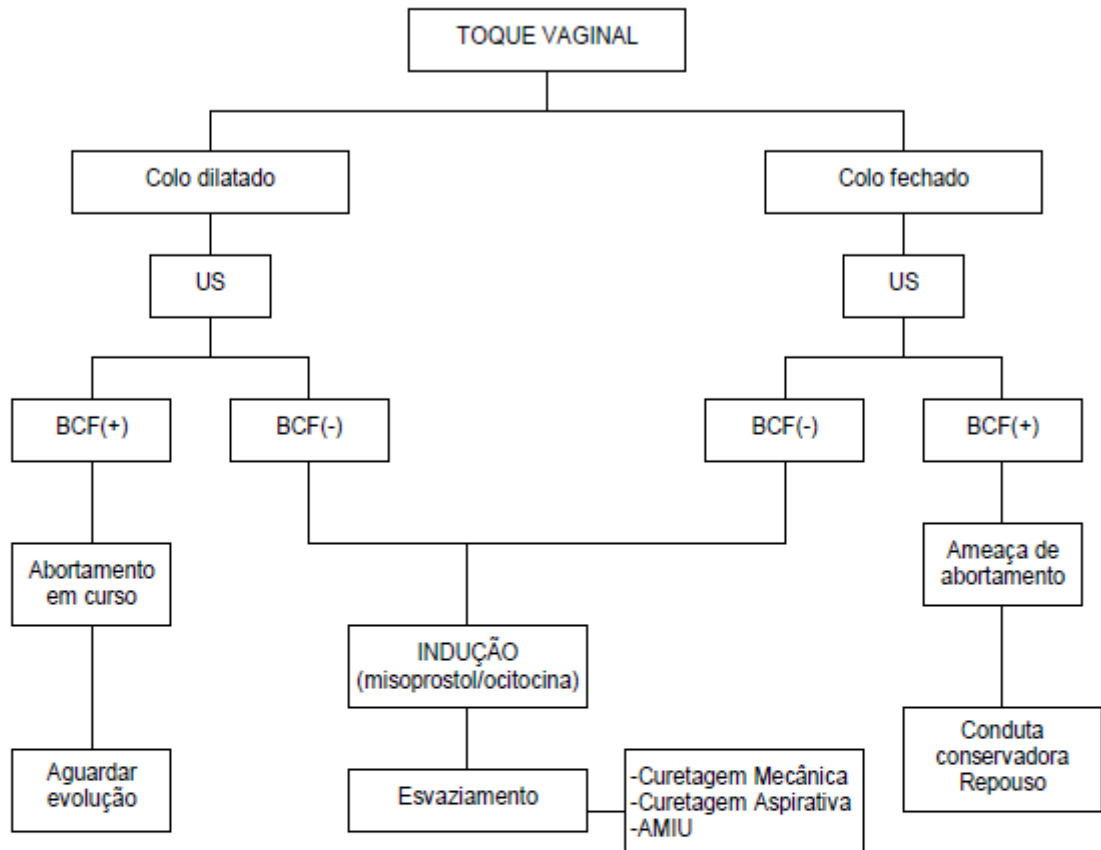 TOQUE VAGINAL
Colo dilatado
Colo fechado
US
US
BCF(+)
BCF(-)
BCF(-)
BCF(+)
Abortamento
em curso
Ameaça de
abortamento
INDUÇÃO
(misoprostol/ocitocina)
Aguardar
evolução
Esvaziamento
-Curetagem Mecânica
-Curetagem Aspirativa
-AMIU
Conduta
conservadora
Repouso